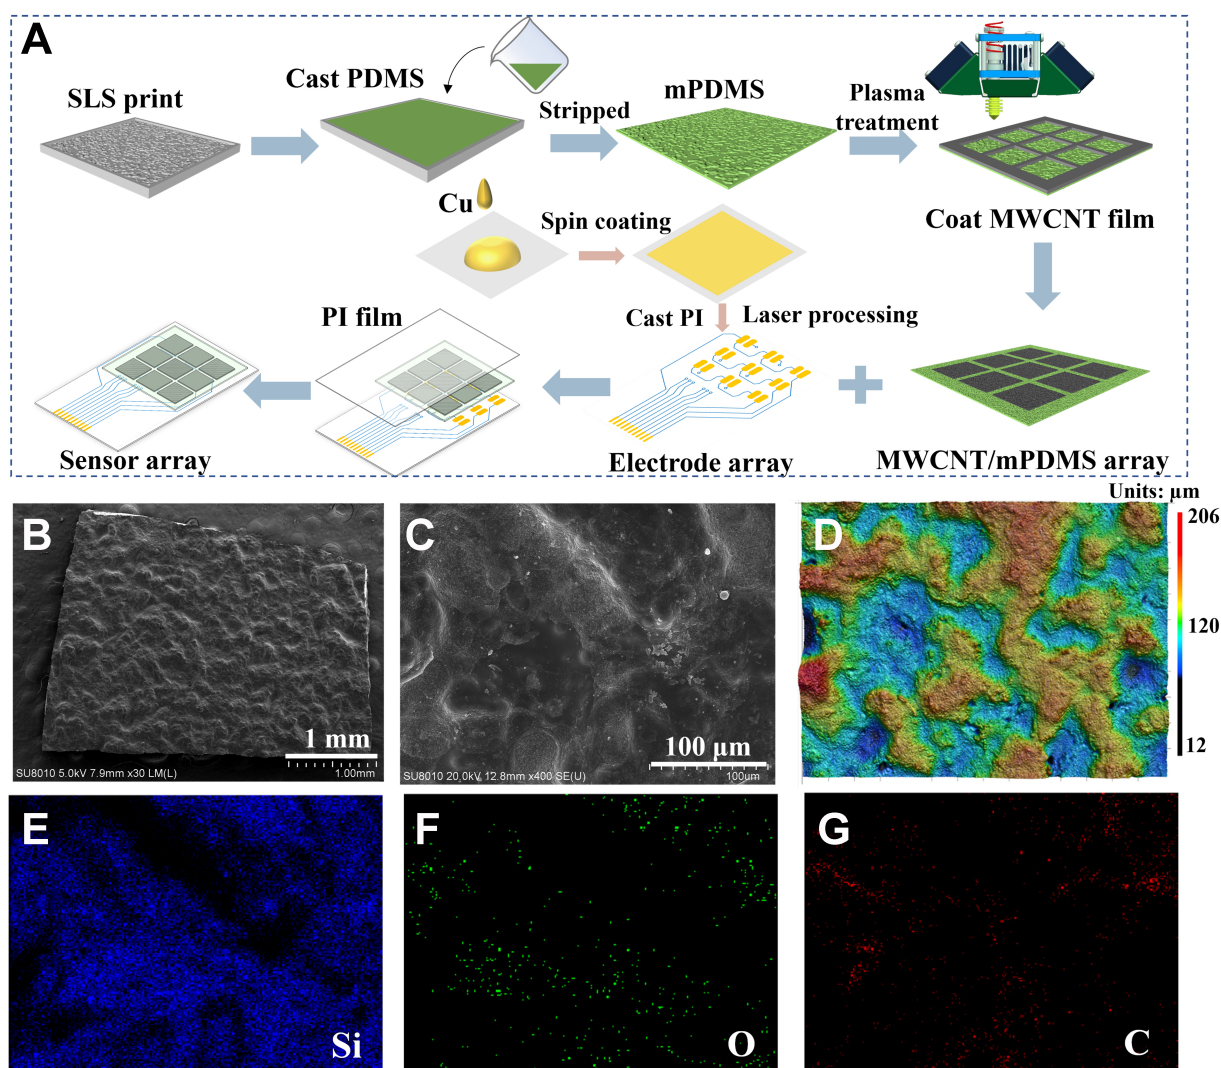 A
SLS print
Cast PDMS
Stripped
mPDMS
Plasma
treatment
Coat MWCNT film
Cu
Spin coating
Cast PI
Laser processing
PI film
Sensor array
Electrode array
MWCNT/mPDMS array
B
1 mm
SU8010 5.0kV 7.9mm x30 LM(L)
1.00mm
C
100 µm
SU8010 20.0kV 12.8mm x400 SE(U)
100um
D
Units: µm
206
120
12
E
Si
F
O
G
C